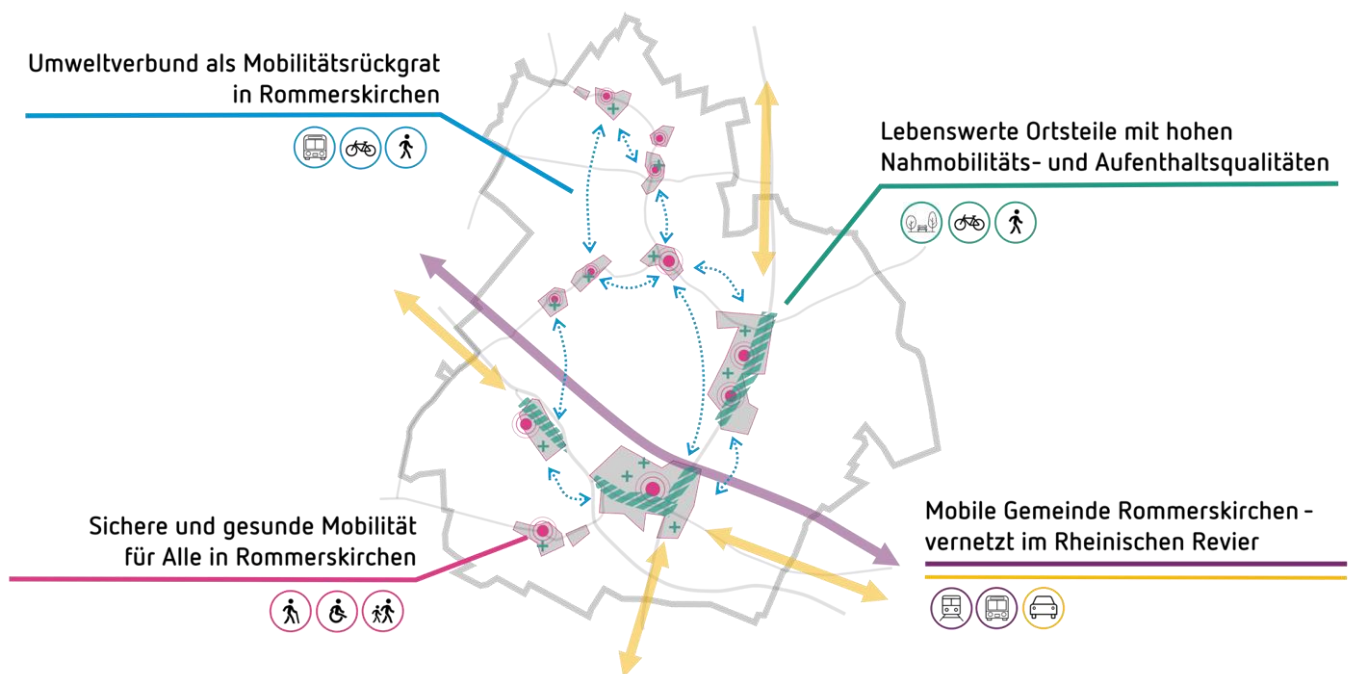 Umweltverbund als Mobilitätsrückgrat
in Rommerskirchen
Lebenswerte Ortsteile mit hohen
Nahmobilitäts- und Aufenthaltsqualitäten
Sichere und gesunde Mobilität
für Alle in Rommerskirchen
Mobile Gemeinde Rommerskirchen -
vernetzt im Rheinischen Revier